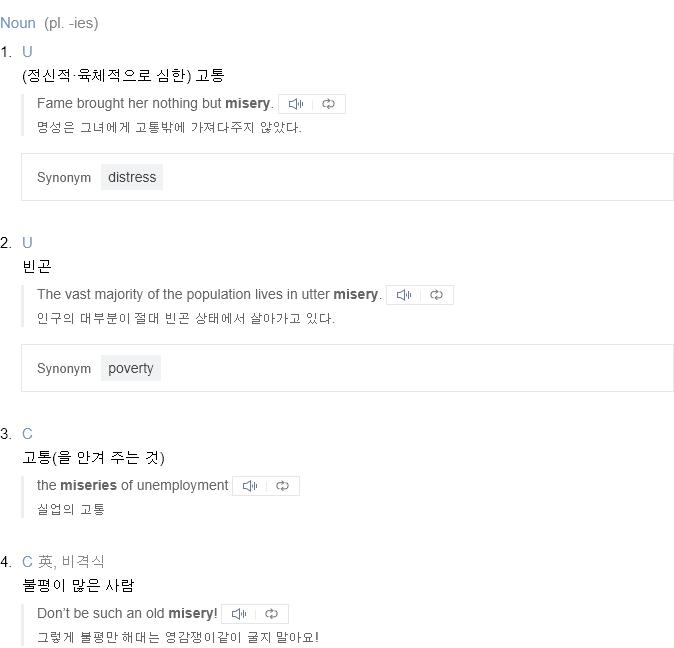 Noun (pl. -ies)
1. U
(정신적·육체적으로 심한) 고통
Fame brought her nothing but misery.
명성은 그녀에게 고통밖에 가져다주지 않았다.
Synonym distress
2. U
빈곤
The vast majority of the population lives in utter misery.
인구의 대부분이 절대 빈곤 상태에서 살아가고 있다.
Synonym poverty
3. C
고통(을 안겨 주는 것)
the miseries of unemployment
실업의 고통
4. C 英, 비격식
불평이 많은 사람
Don’t be such an old misery!
그렇게 불평만 해대는 영감쟁이같이 굴지 말아요!